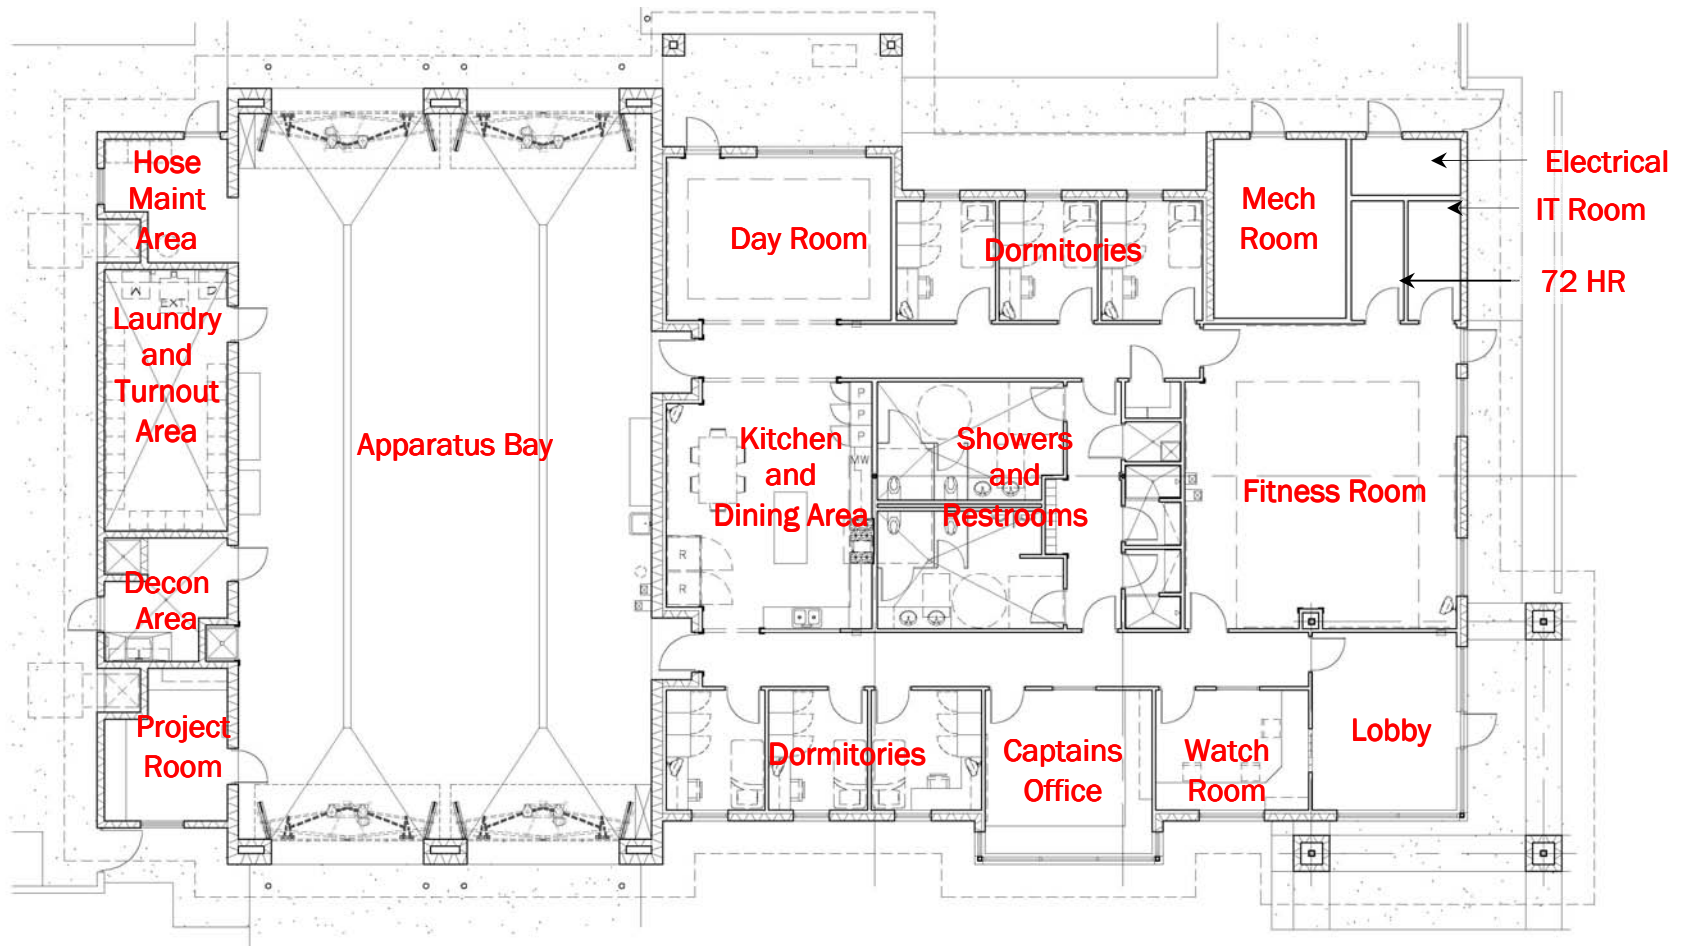 Hose
Maint
Area
W
D
EXT.
Laundry
and
Turnout
Area
Decon
Area
Project
Room
Apparatus Bay
Day Room
Dormitories
Mech
Room
Electrical
IT Room
72 HR
P
P
P
MW
Kitchen
and
Dining Area
R
R
Showers
and
Restrooms
Fitness Room
Dormitories
Captains
Office
Watch
Room
Lobby